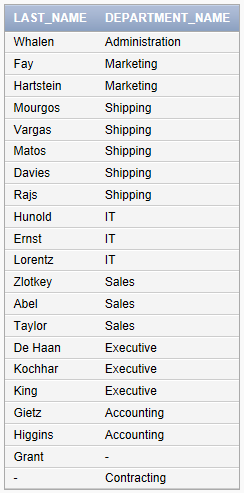 LAST_NAME DEPARTMENT_NAME
Whalen Administration
Fay Marketing
Hartstein Marketing
Mourgos Shipping
Vargas Shipping
Matos Shipping
Davies Shipping
Rajs Shipping
Hunold IT
Ernst IT
Lorentz IT
Zlotkey Sales
Abel Sales
Taylor Sales
De Haan Executive
Kochhar Executive
King Executive
Gietz Accounting
Higgins Accounting
Grant -
- Contracting